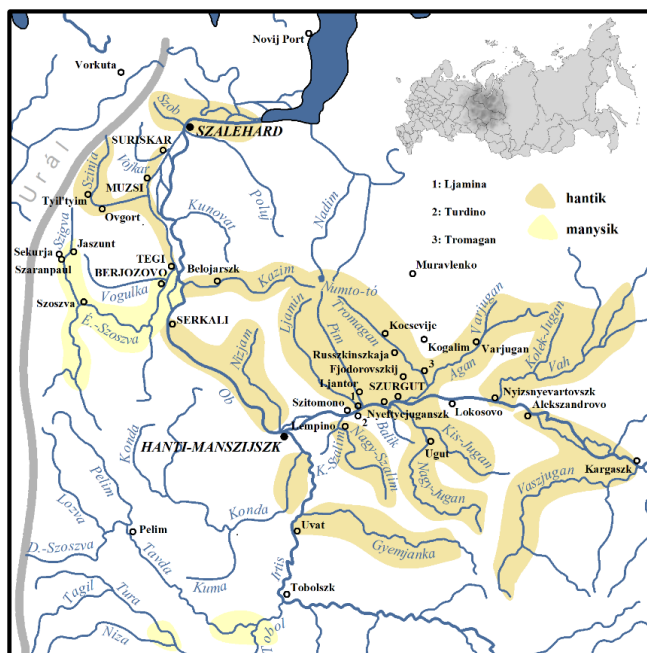 Novij Port
Vorkuta
Szob
SZALEHARD
SURISKAR
Vojkar
Urál
Szinja
MUZSI
Tyil'tyim
Ovgort
Kunovat
Poluj
Nadim
1: Ljamina
2: Turdino
3: Tromagan
hantik
manysik
Szigva
Jaszunt
Sekurja
Szaranpaul
TEGI
BERJOZOVO
Belojarszk
Kazim
Numto-tó
Muravlenko
Vogulka
Szoszva
É.-Szoszva
SERKALI
Ljamin
Pim
Tromagan
Kocsevije
Kogalim
Varjugan
Varjugan
Kolek-Jugan
Vah
Agan
Nizjam
Russzkinszkaja
Fjodorovszkij
3
Ljantor
SZURGUT
1
Szitomono
2
Nyeftyejuganszk
Lokosovo
Nyizsnyevartovszk
Alekszandrovo
Ob
Lempino
Balik
HANTI-MANSZIJSZK
K.-Szalim
Nagy-Szalim
Ugut
Kis-Jugan
Nagy-Jugan
Vaszjugan
Kargaszk
Konda
Pelim
Lozva
Konda
D.-Szoszva
Pelim
Tavda
Uvat
Gyemjanka
Kuma
Irtis
Tobolszk
Tagil
Tura
Niza
Tobol